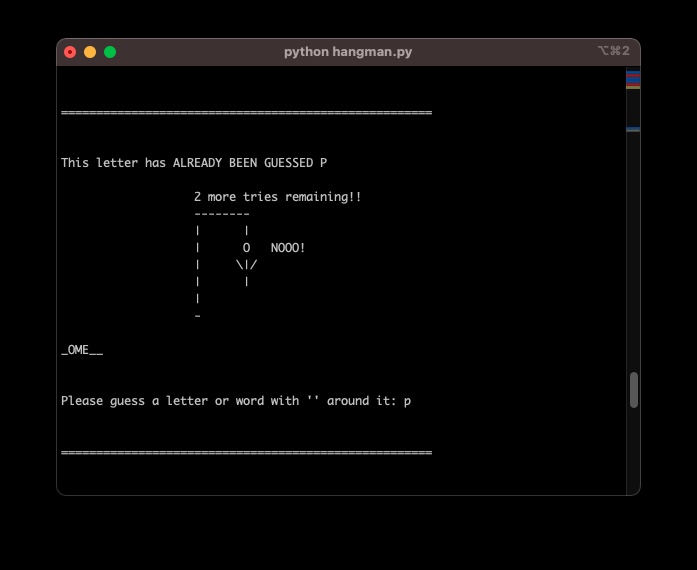 python hangman.py ⌥⌘2
=====================================================
This letter has ALREADY BEEN GUESSED P
2 more tries remaining!!
--------
|      |
|      O   NOOO!
|     \|/
|      |
|
-
_OME__
Please guess a letter or word with '' around it: p
=====================================================